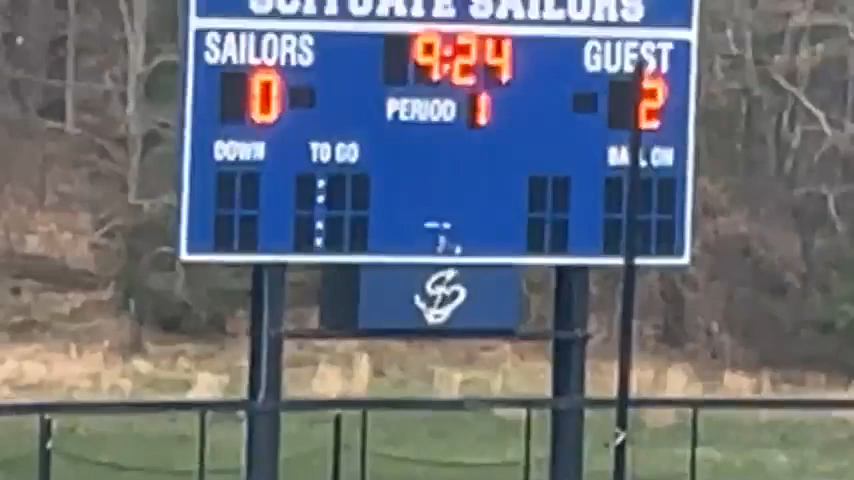 SCITUATE SAILORS
SAILORS 9:24 GUEST
0 PERIOD 1 2
DOWN TO GO BALL ON